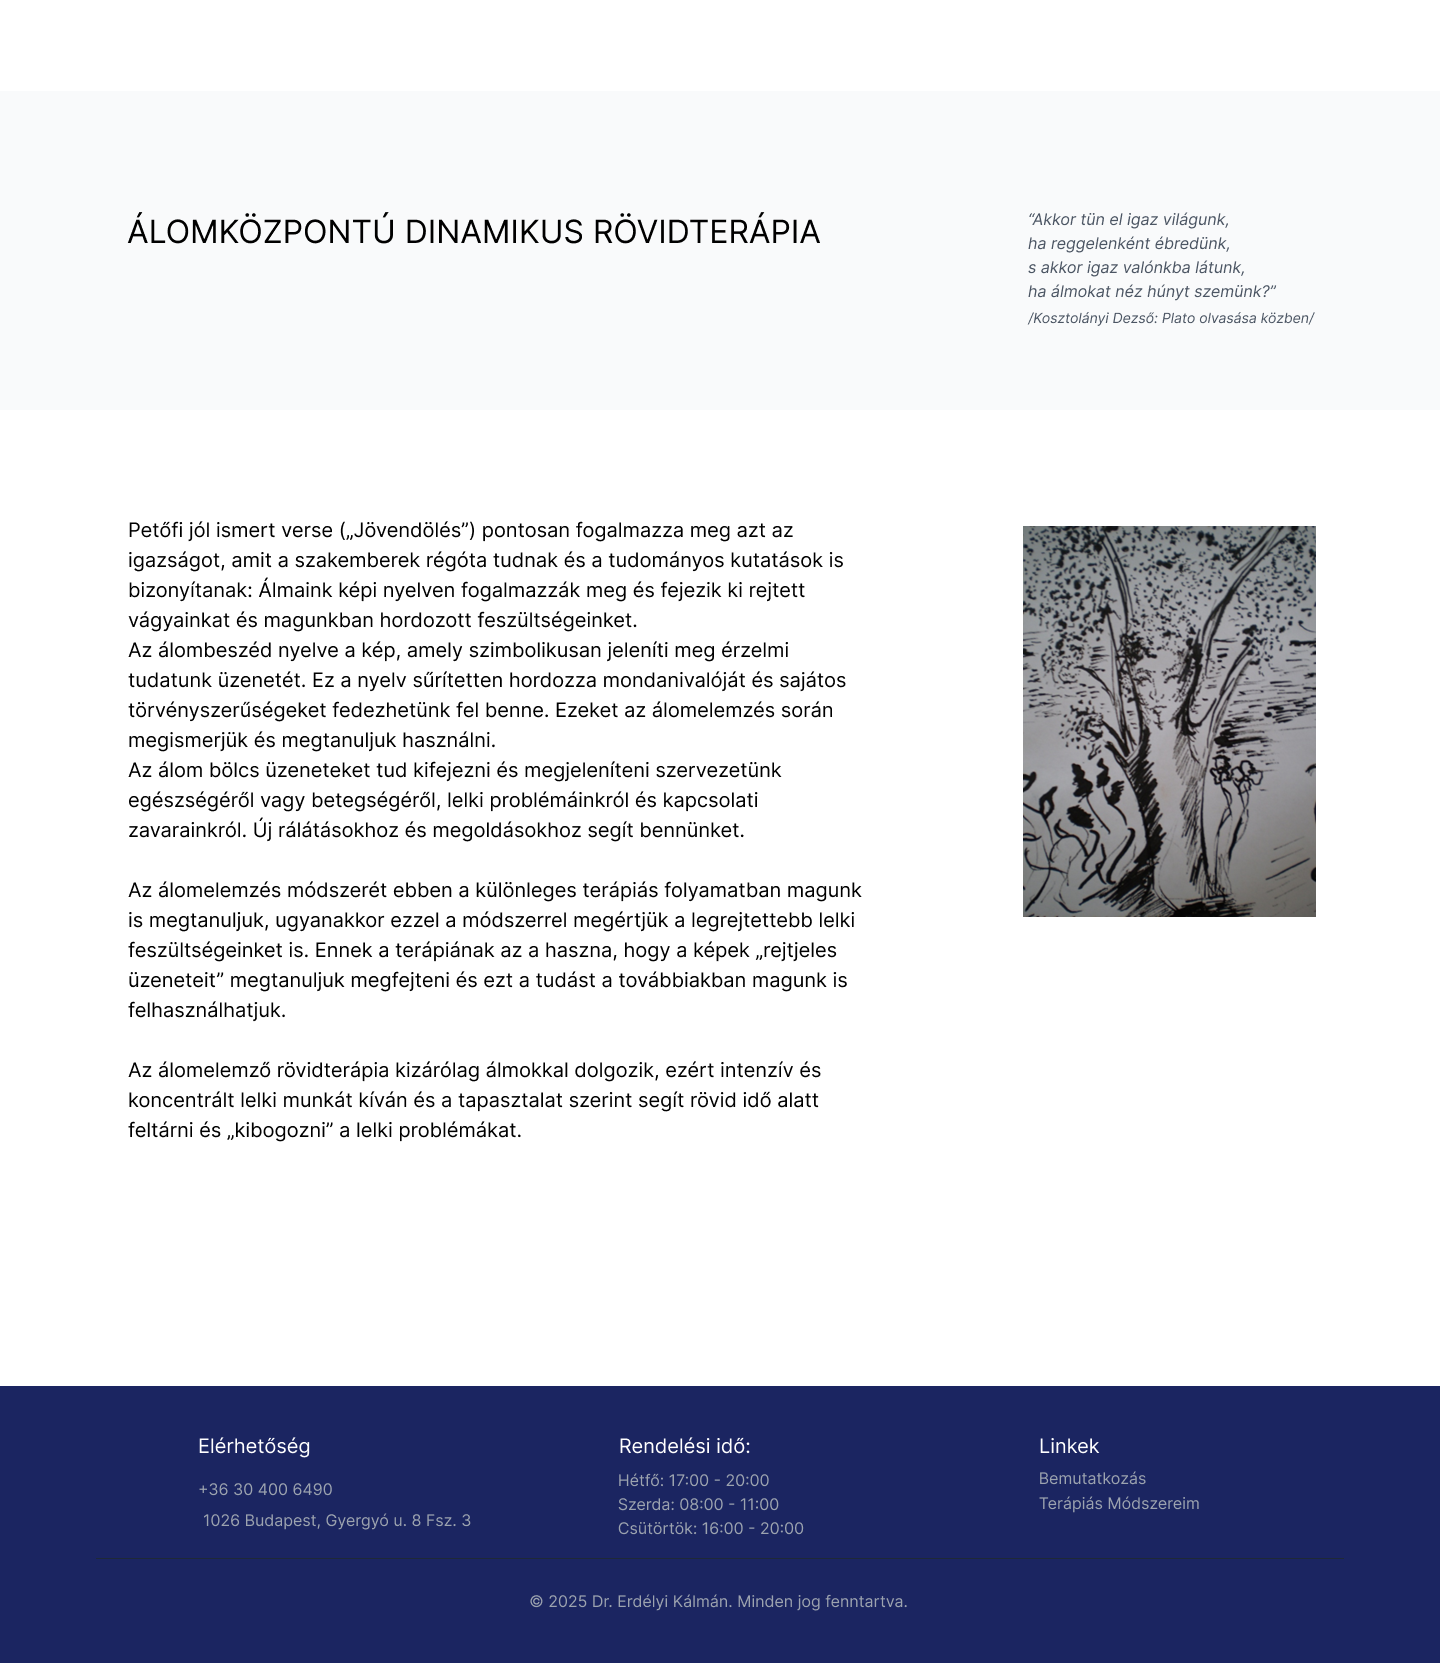 ÁLOMKÖZPONTÚ DINAMIKUS RÖVIDTERÁPIA
“Akkor tün el igaz világunk,
ha reggelenként ébredünk,
s akkor igaz valónkba látunk,
ha álmokat néz húnyt szemünk?”
/Kosztolányi Dezső: Plato olvasása közben/
Petőfi jól ismert verse („Jövendölés”) pontosan fogalmazza meg azt az
igazságot, amit a szakemberek régóta tudnak és a tudományos kutatások is
bizonyítanak: Álmaink képi nyelven fogalmazzák meg és fejezik ki rejtett
vágyainkat és magunkban hordozott feszültségeinket.
Az álombeszéd nyelve a kép, amely szimbolikusan jeleníti meg érzelmi
tudatunk üzenetét. Ez a nyelv sűrítetten hordozza mondanivalóját és sajátos
törvényszerűségeket fedezhetünk fel benne. Ezeket az álomelemzés során
megismerjük és megtanuljuk használni.
Az álom bölcs üzeneteket tud kifejezni és megjeleníteni szervezetünk
egészségéről vagy betegségéről, lelki problémáinkról és kapcsolati
zavarainkról. Új rálátásokhoz és megoldásokhoz segít bennünket.
Az álomelemzés módszerét ebben a különleges terápiás folyamatban magunk
is megtanuljuk, ugyanakkor ezzel a módszerrel megértjük a legrejtettebb lelki
feszültségeinket is. Ennek a terápiának az a haszna, hogy a képek „rejtjeles
üzeneteit” megtanuljuk megfejteni és ezt a tudást a továbbiakban magunk is
felhasználhatjuk.
Az álomelemző rövidterápia kizárólag álmokkal dolgozik, ezért intenzív és
koncentrált lelki munkát kíván és a tapasztalat szerint segít rövid idő alatt
feltárni és „kibogozni” a lelki problémákat.
Elérhetőség
+36 30 400 6490
1026 Budapest, Gyergyó u. 8 Fsz. 3
Rendelési idő:
Hétfő: 17:00 - 20:00
Szerda: 08:00 - 11:00
Csütörtök: 16:00 - 20:00
Linkek
Bemutatkozás
Terápiás Módszereim
© 2025 Dr. Erdélyi Kálmán. Minden jog fenntartva.